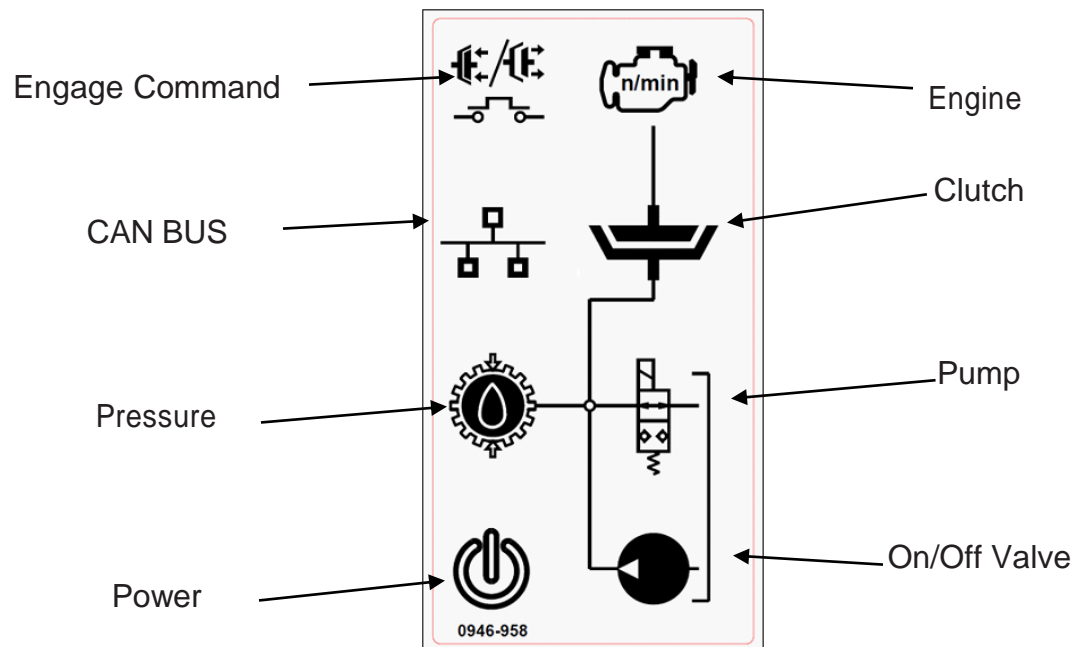 Engage Command
n/min
Engine
Clutch
CAN BUS
Pump
Pressure
On/Off Valve
Power
0946-958